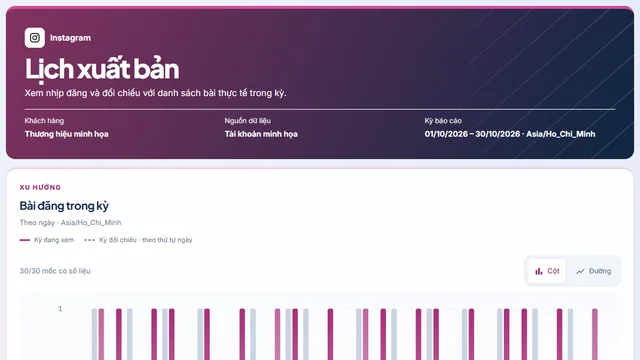 Instagram
Lịch xuất bản
Xem nhịp đăng và đối chiếu với danh sách bài thực tế trong kỳ.
Khách hàng
Nguồn dữ liệu
Kỳ báo cáo
Thương hiệu minh họa
Tài khoản minh họa
01/10/2026 – 30/10/2026 · Asia/Ho_Chi_Minh
XU HƯỚNG
Bài đăng trong kỳ
Theo ngày · Asia/Ho_Chi_Minh
Kỳ đang xem
Kỳ đối chiếu · theo thứ tự ngày
30/30 mốc có số liệu
Cột
Đường
1